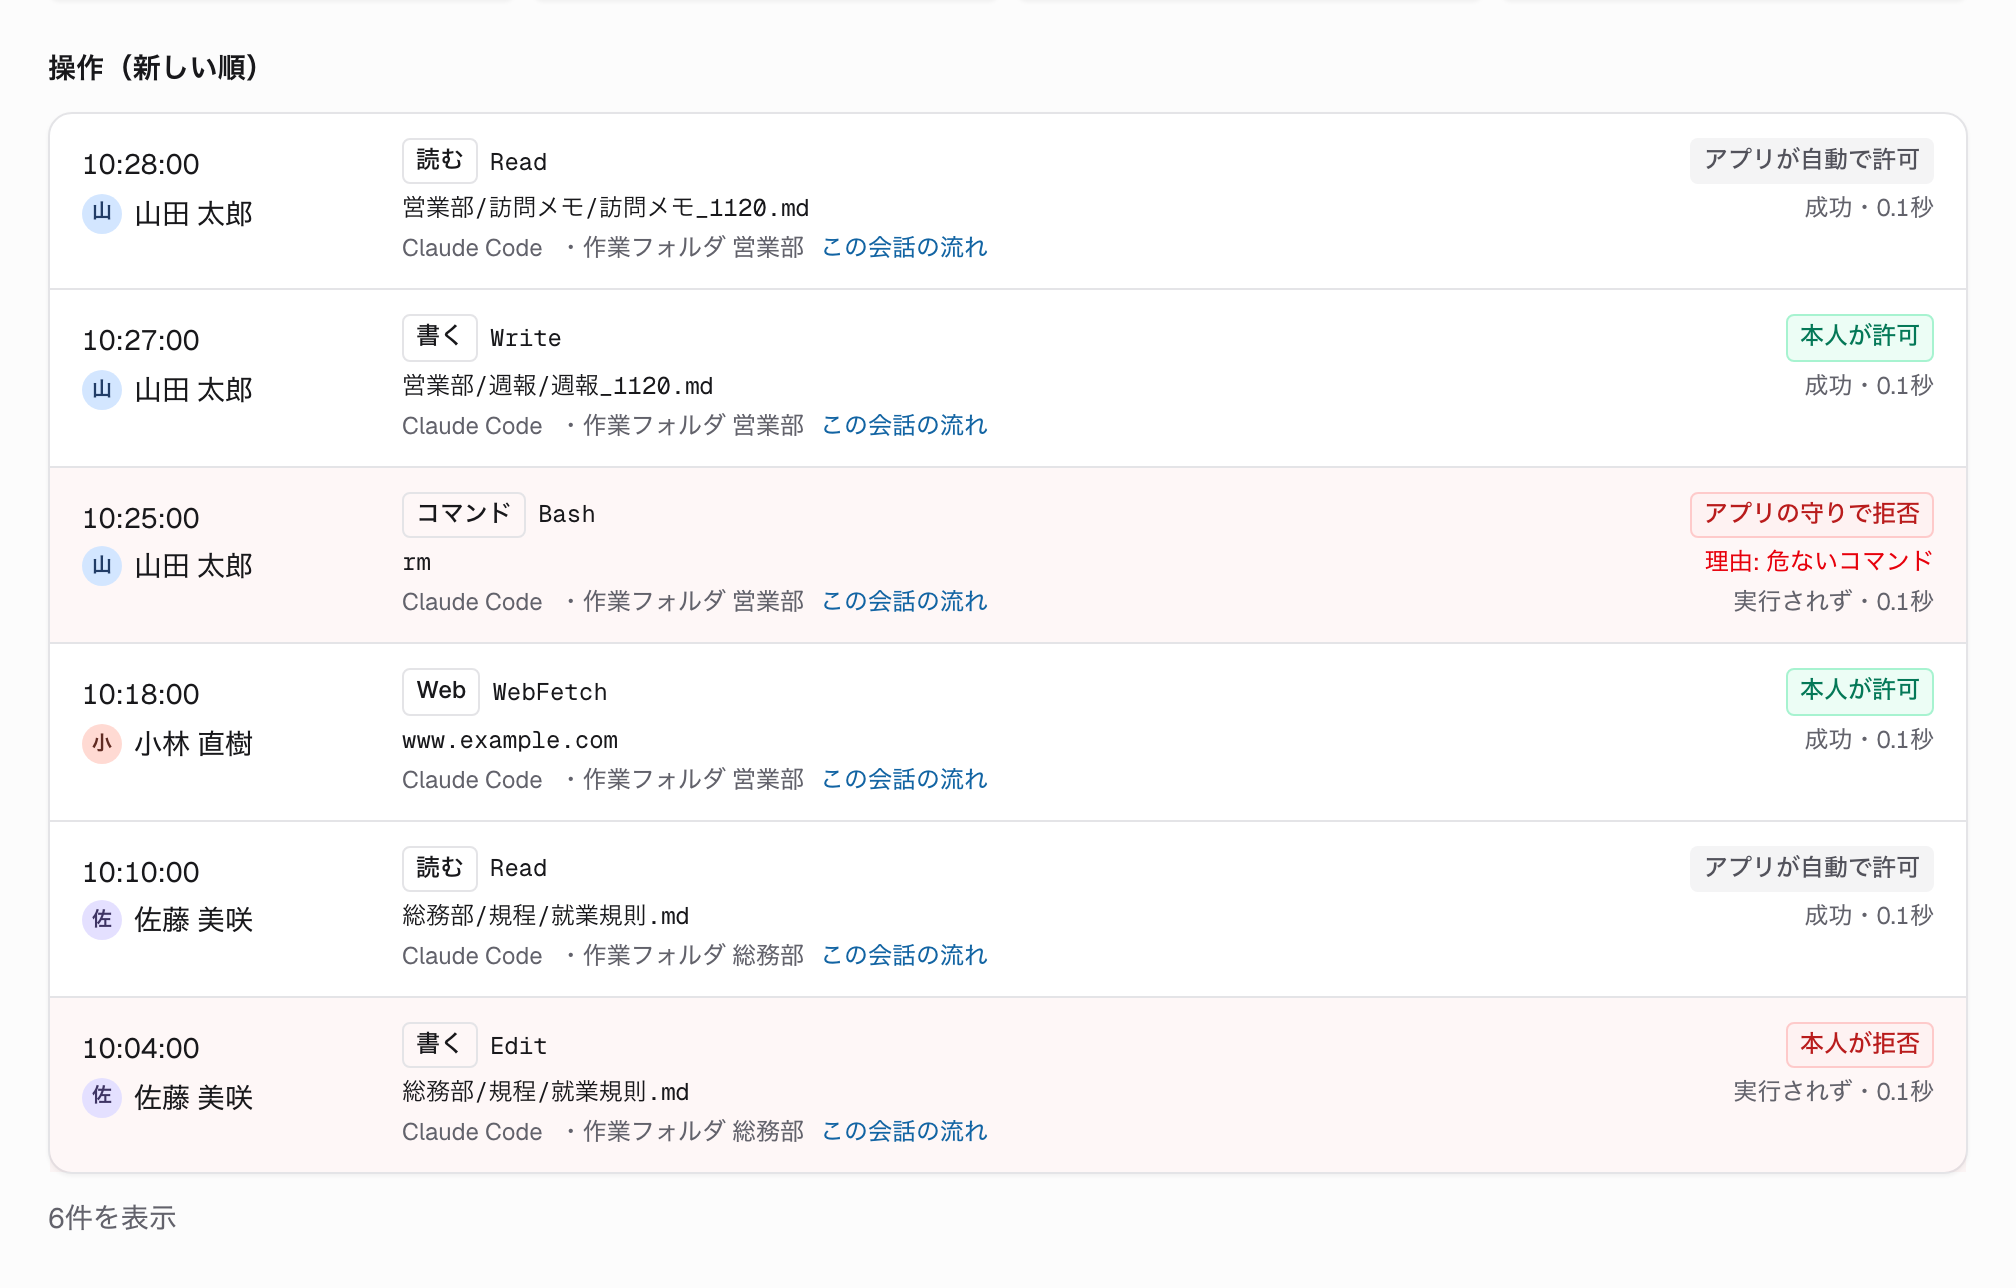 操作（新しい順）
10:28:00
山 山田 太郎
読む Read
営業部/訪問メモ/訪問メモ_1120.md
Claude Code ・作業フォルダ 営業部 この会話の流れ
アプリが自動で許可
成功・0.1秒
10:27:00
山 山田 太郎
書く Write
営業部/週報/週報_1120.md
Claude Code ・作業フォルダ 営業部 この会話の流れ
本人が許可
成功・0.1秒
10:25:00
山 山田 太郎
コマンド Bash
rm
Claude Code ・作業フォルダ 営業部 この会話の流れ
アプリの守りで拒否
理由: 危ないコマンド
実行されず・0.1秒
10:18:00
小 小林 直樹
Web WebFetch
www.example.com
Claude Code ・作業フォルダ 営業部 この会話の流れ
本人が許可
成功・0.1秒
10:10:00
佐 佐藤 美咲
読む Read
総務部/規程/就業規則.md
Claude Code ・作業フォルダ 総務部 この会話の流れ
アプリが自動で許可
成功・0.1秒
10:04:00
佐 佐藤 美咲
書く Edit
総務部/規程/就業規則.md
Claude Code ・作業フォルダ 総務部 この会話の流れ
本人が拒否
実行されず・0.1秒
6件を表示